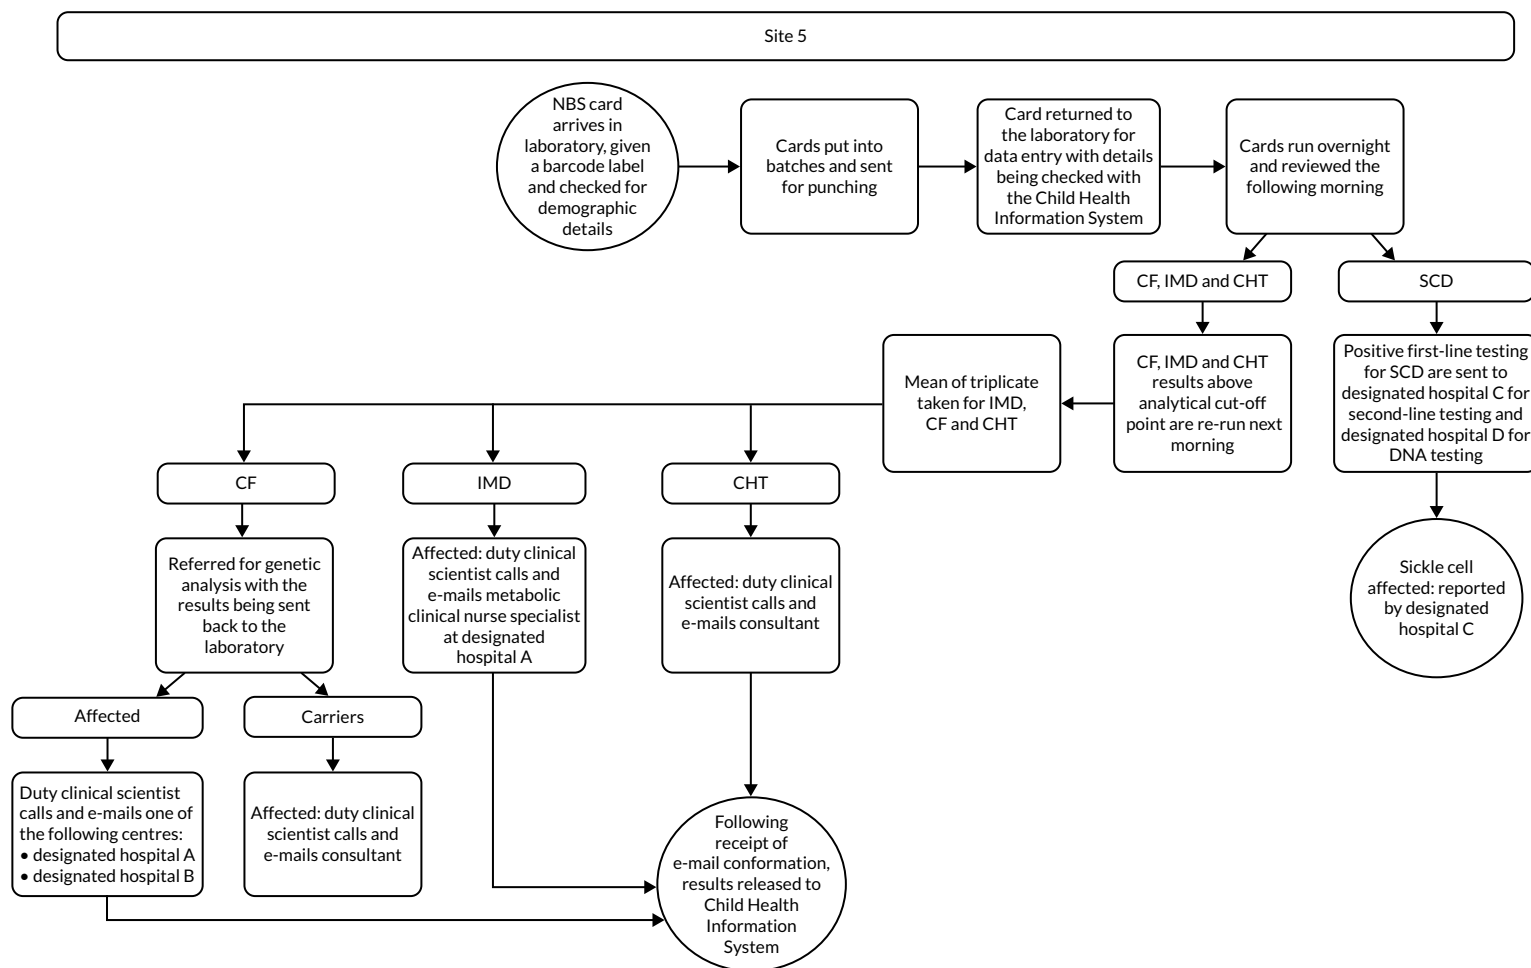 Site 5
NBS card
arrives in
laboratory, given
a barcode label
and checked for
demographic
details
Cards put into
batches and sent
for punching
Card returned to
the laboratory for
data entry with details
being checked with
the Child Health
Information System
Cards run overnight
and reviewed the
following morning
CF, IMD and CHT
SCD
Mean of triplicate
taken for IMD,
CF and CHT
CF, IMD and CHT
results above
analytical cut-off
point are re-run next
morning
Positive first-line testing
for SCD are sent to
designated hospital C for
second-line testing and
designated hospital D for
DNA testing
CF
IMD
CHT
Referred for genetic
analysis with the
results being sent
back to the
laboratory
Affected: duty clinical
scientist calls and
e-mails metabolic
clinical nurse specialist
at designated
hospital A
Affected: duty clinical
scientist calls and
e-mails consultant
Sickle cell
affected: reported
by designated
hospital C
Affected
Carriers
Duty clinical scientist
calls and e-mails one of
the following centres:
• designated hospital A
• designated hospital B
Affected: duty clinical
scientist calls and
e-mails consultant
Following
receipt of
e-mail conformation,
results released to
Child Health
Information
System